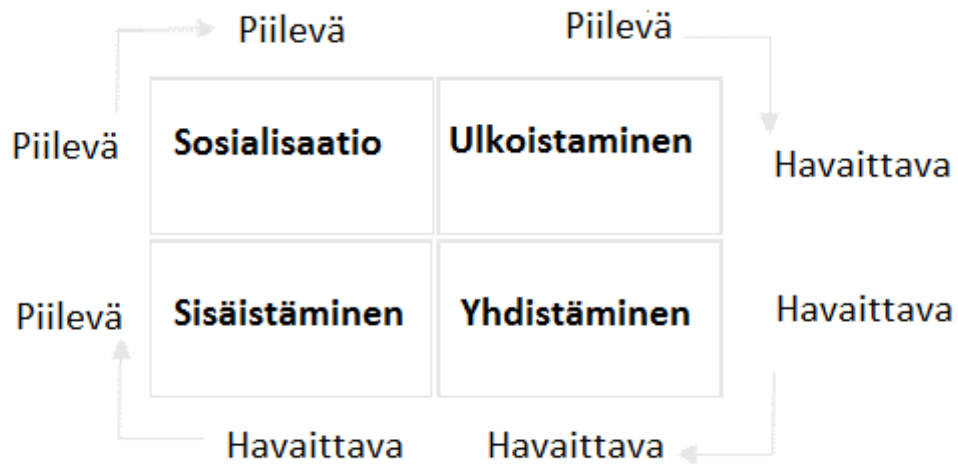 Piilevä Piilevä
Piilevä Sosialisaatio Ulkoistaminen Havaittava
Piilevä Sisäistäminen Yhdistäminen Havaittava
Havaittava Havaittava